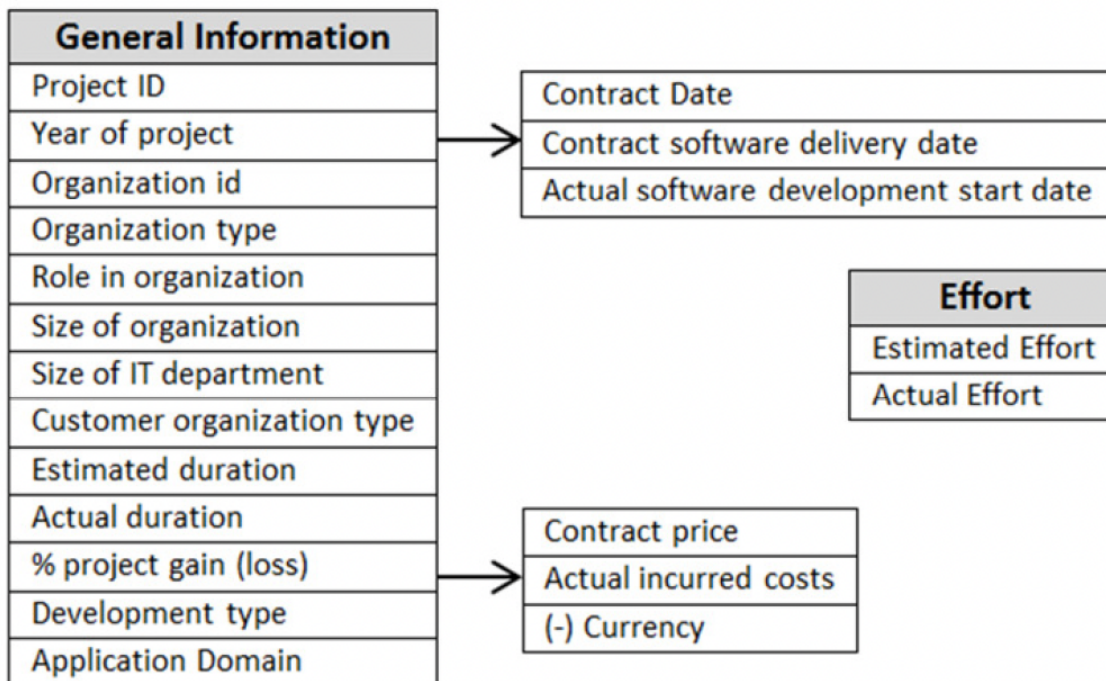 General Information
Project ID
Year of project
Organization id
Organization type
Role in organization
Size of organization
Size of IT department
Customer organization type
Estimated duration
Actual duration
% project gain (loss)
Development type
Application Domain
Contract Date
Contract software delivery date
Actual software development start date
Effort
Estimated Effort
Actual Effort
Contract price
Actual incurred costs
(-) Currency